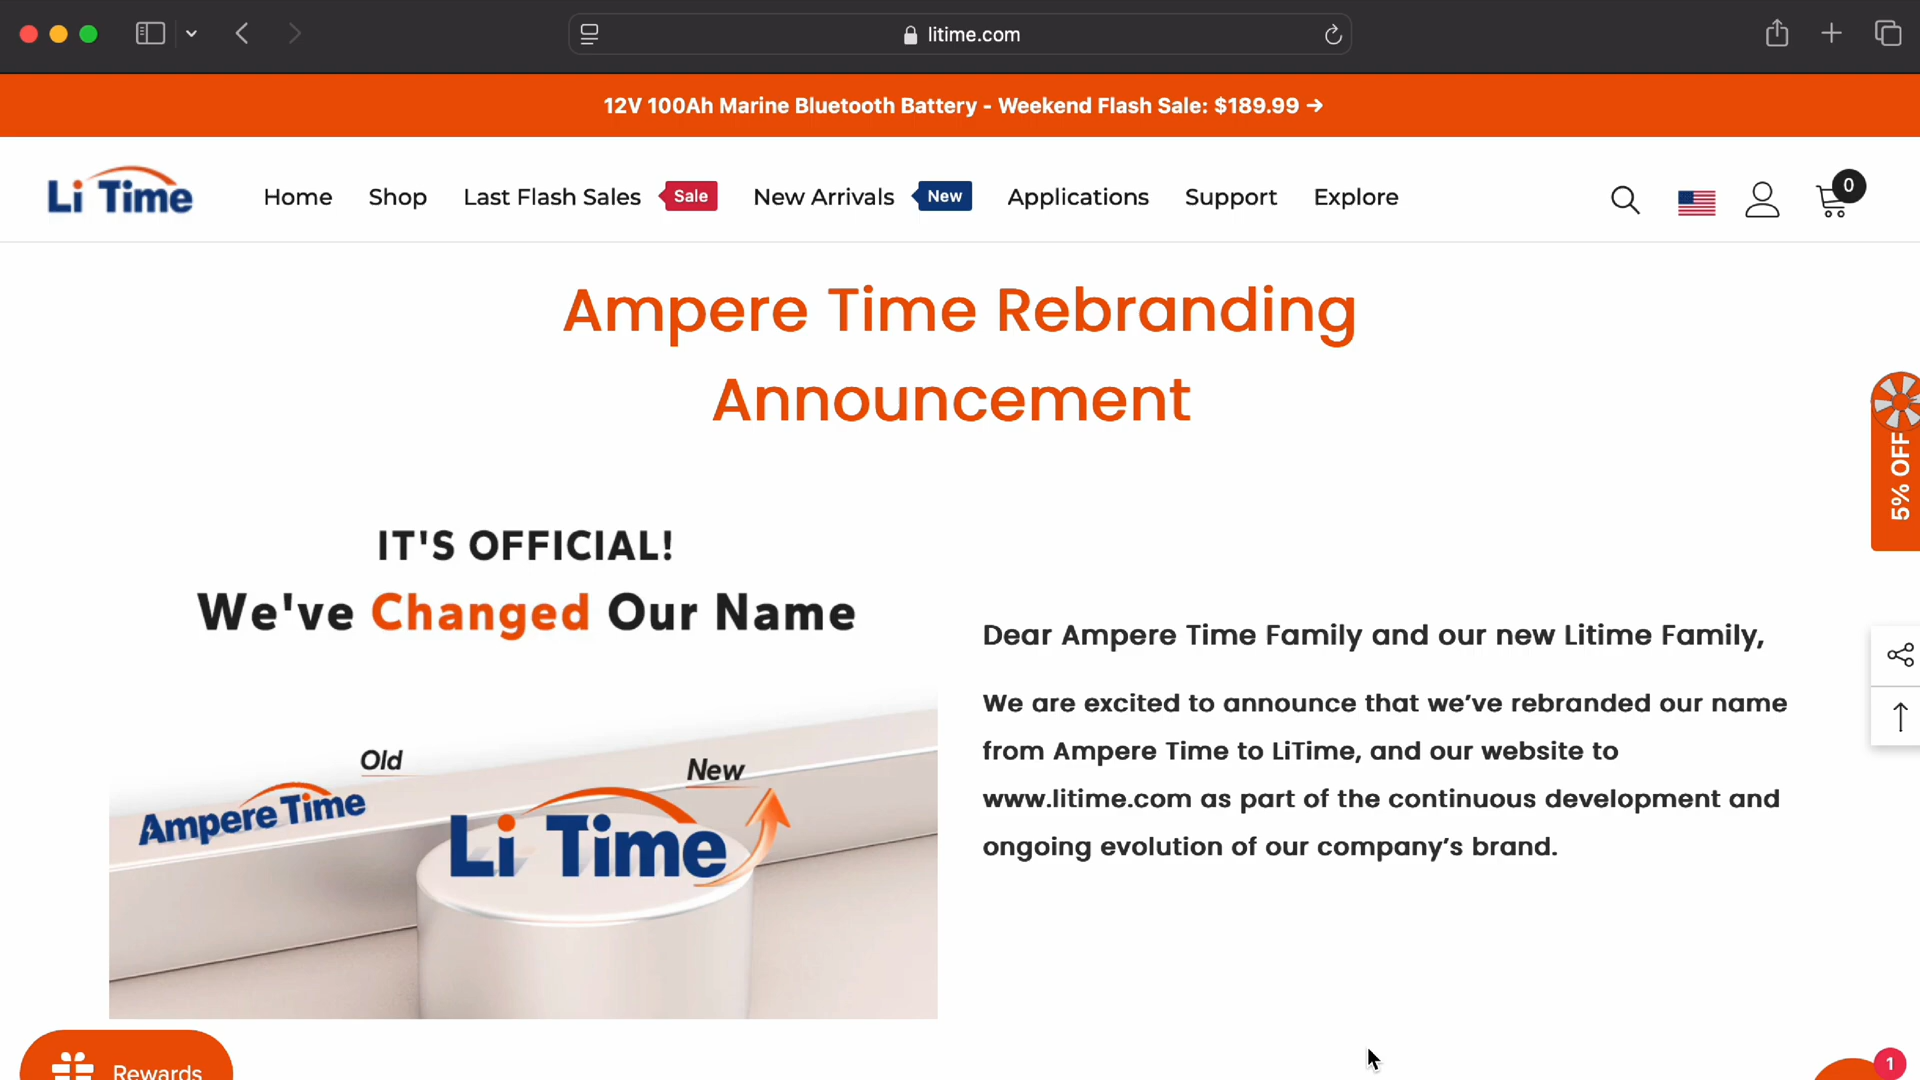 litime.com
12V 100Ah Marine Bluetooth Battery - Weekend Flash Sale: $189.99 →
Li Time
Home
Shop
Last Flash Sales
Sale
New Arrivals
New
Applications
Support
Explore
0
Ampere Time Rebranding
Announcement
5% OFF
IT'S OFFICIAL!
We've Changed Our Name
Old
New
Ampere Time
Li Time
Dear Ampere Time Family and our new Litime Family,
We are excited to announce that we’ve rebranded our name
from Ampere Time to LiTime, and our website to
www.litime.com as part of the continuous development and
ongoing evolution of our company’s brand.
Rewards
1